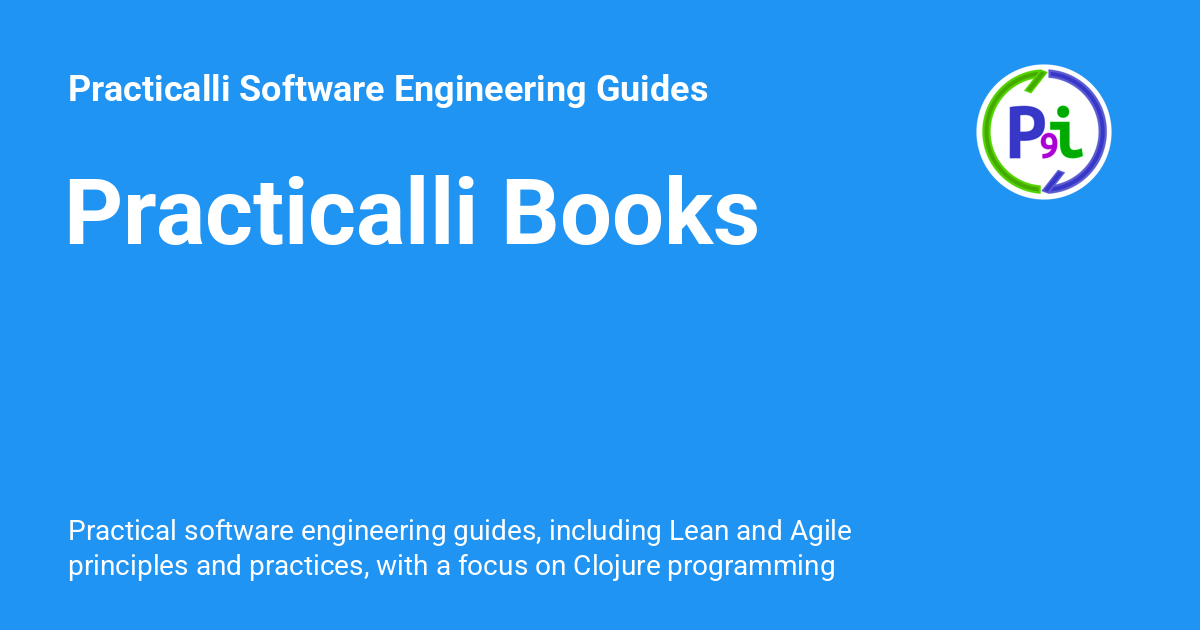 Practicalli Software Engineering Guides
P9i
Practicalli Books
Practical software engineering guides, including Lean and Agile
principles and practices, with a focus on Clojure programming